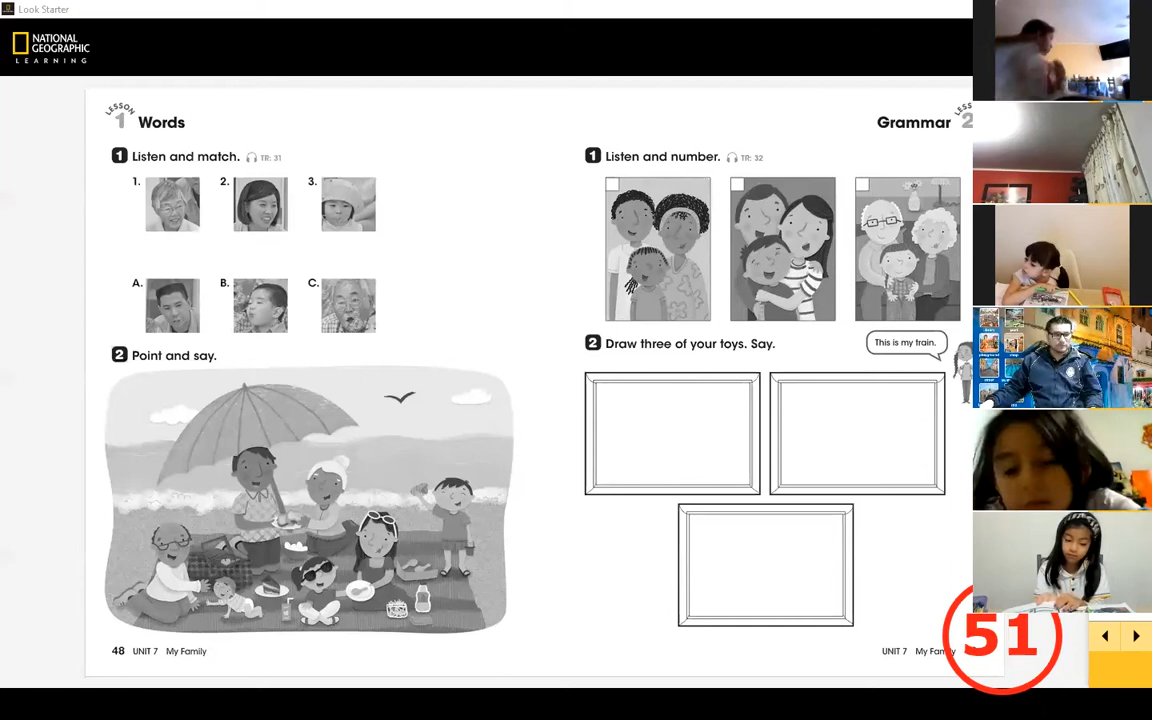 Look Starter
NATIONAL
GEOGRAPHIC
LEARNING
LESSON
1 Words
1 Listen and match. TR: 31
1. 2. 3.
A. B. C.
2 Point and say.
48 UNIT 7 My Family
Grammar 2
1 Listen and number. TR: 32
2 Draw three of your toys. Say.
This is my train.
UNIT 7 My
51